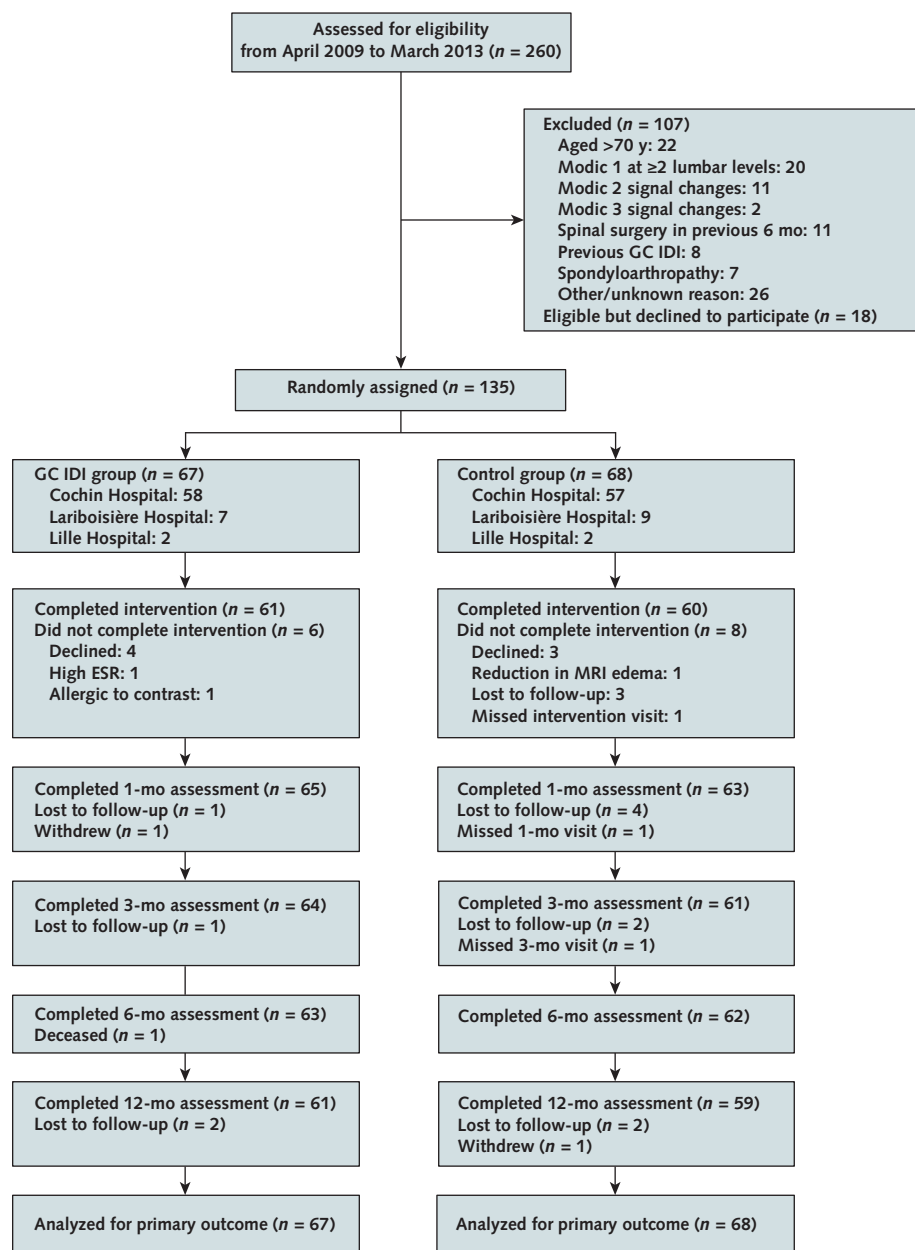 Assessed for eligibility
from April 2009 to March 2013 (n = 260)
Excluded (n = 107)
Aged >70 y: 22
Modic 1 at ≥2 lumbar levels: 20
Modic 2 signal changes: 11
Modic 3 signal changes: 2
Spinal surgery in previous 6 mo: 11
Previous GC IDI: 8
Spondyloarthropathy: 7
Other/unknown reason: 26
Eligible but declined to participate (n = 18)
Randomly assigned (n = 135)
GC IDI group (n = 67)
Cochin Hospital: 58
Lariboisière Hospital: 7
Lille Hospital: 2
Control group (n = 68)
Cochin Hospital: 57
Lariboisière Hospital: 9
Lille Hospital: 2
Completed intervention (n = 61)
Did not complete intervention (n = 6)
Declined: 4
High ESR: 1
Allergic to contrast: 1
Completed intervention (n = 60)
Did not complete intervention (n = 8)
Declined: 3
Reduction in MRI edema: 1
Lost to follow-up: 3
Missed intervention visit: 1
Completed 1-mo assessment (n = 65)
Lost to follow-up (n = 1)
Withdrew (n = 1)
Completed 1-mo assessment (n = 63)
Lost to follow-up (n = 4)
Missed 1-mo visit (n = 1)
Completed 3-mo assessment (n = 64)
Lost to follow-up (n = 1)
Completed 3-mo assessment (n = 61)
Lost to follow-up (n = 2)
Missed 3-mo visit (n = 1)
Completed 6-mo assessment (n = 63)
Deceased (n = 1)
Completed 6-mo assessment (n = 62)
Completed 12-mo assessment (n = 61)
Lost to follow-up (n = 2)
Completed 12-mo assessment (n = 59)
Lost to follow-up (n = 2)
Withdrew (n = 1)
Analyzed for primary outcome (n = 67)
Analyzed for primary outcome (n = 68)